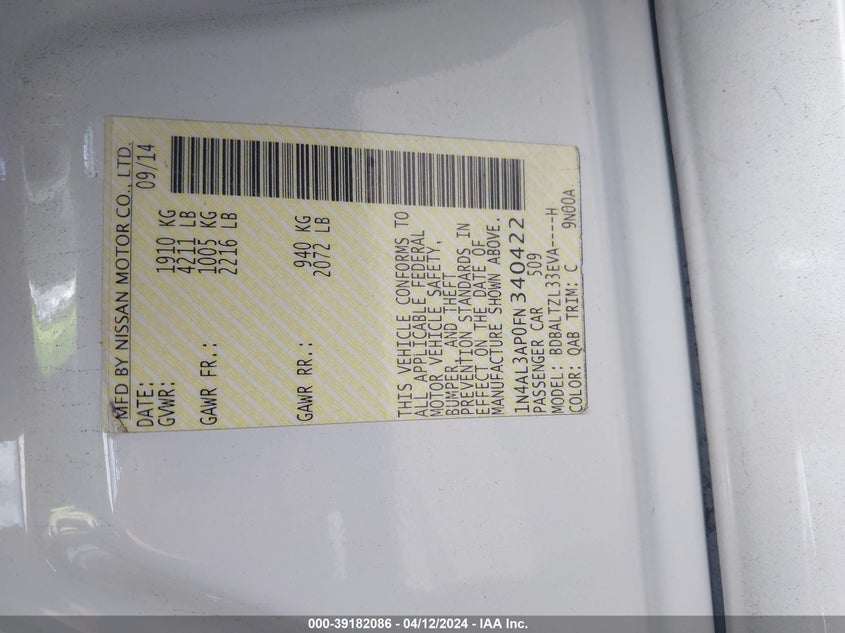 MFD BY NISSAN MOTOR CO., LTD.
DATE: 09/14
GVWR: 1910 KG
4211 LB
GAWR FR.: 1005 KG
2216 LB
GAWR RR.: 940 KG
2072 LB
THIS VEHICLE CONFORMS TO
ALL APPLICABLE FEDERAL
MOTOR VEHICLE SAFETY,
BUMPER, AND THEFT
PREVENTION STANDARDS IN
EFFECT ON THE DATE OF
MANUFACTURE SHOWN ABOVE.
1N4AL3AP0FN340422
PASSENGER CAR 509
MODEL: BDBALTZL33EVA----H
COLOR: QAB TRIM: C 9N00A
000-39182086 - 04/12/2024 - IAA Inc.